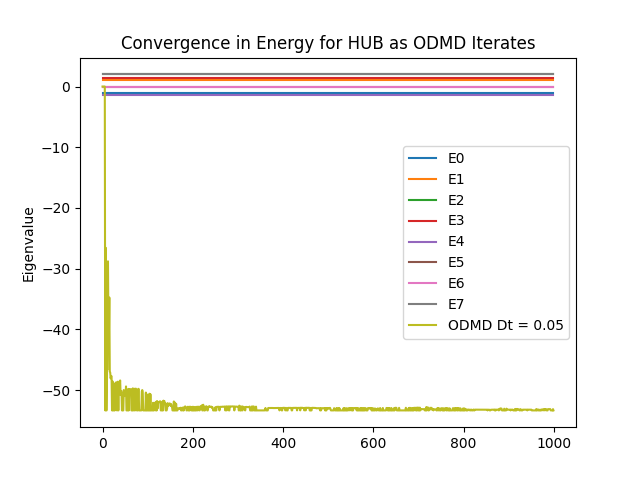 Convergence in Energy for HUB as ODMD Iterates
Eigenvalue
0
−10
−20
−30
−40
−50
0
200
400
600
800
1000
E0
E1
E2
E3
E4
E5
E6
E7
ODMD Dt = 0.05